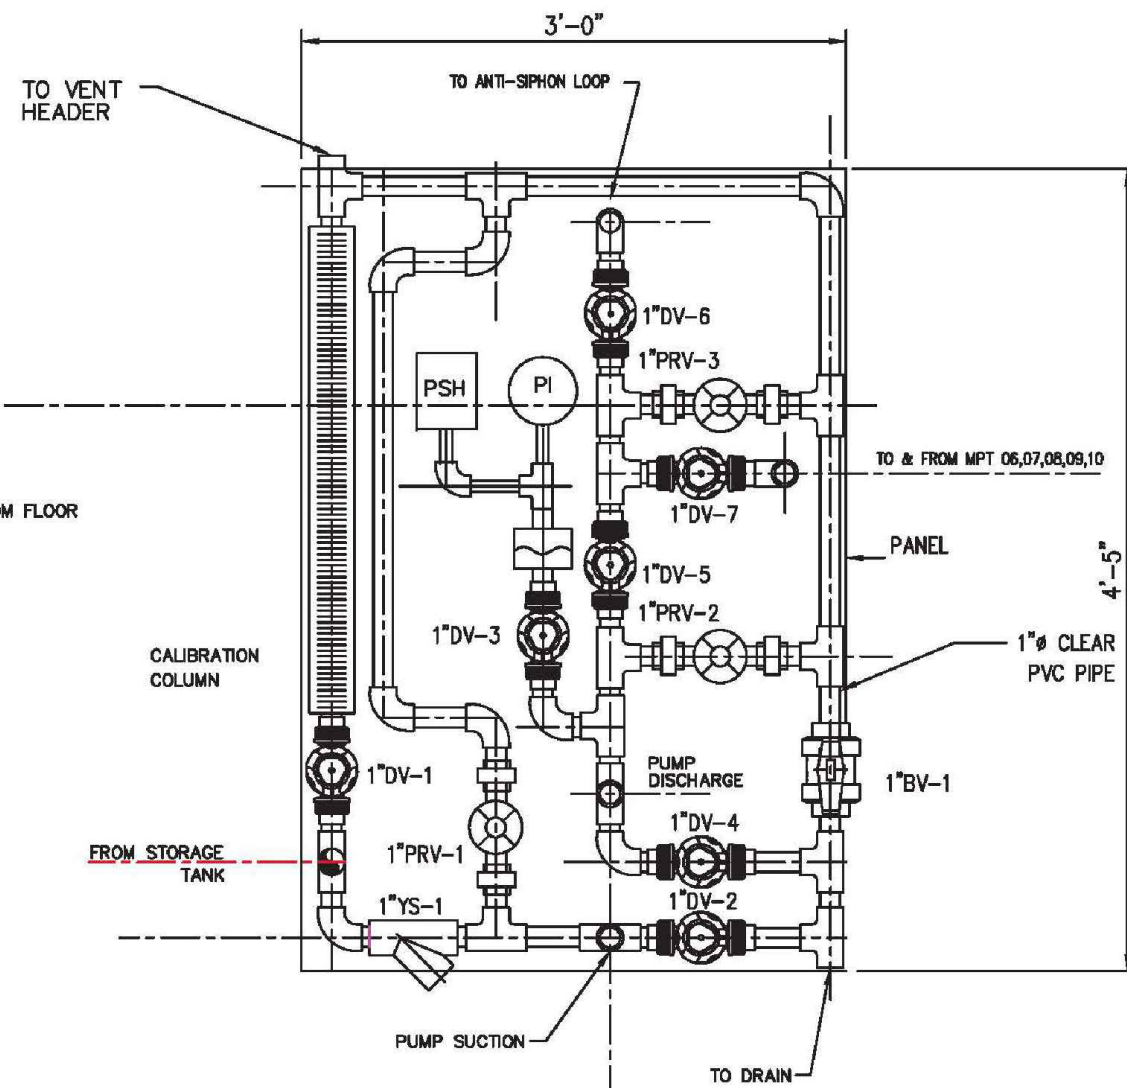 3'-0"
TO VENT
HEADER
TO ANTI-SIPHON LOOP
1"DV-6
1"PRV-3
PSH
PI
TO & FROM MPT 06,07,08,09,10
1"DV-7
OM FLOOR
PANEL
4'-5"
1"DV-5
1"PRV-2
1"DV-3
1"ø CLEAR
PVC PIPE
CALIBRATION
COLUMN
PUMP
DISCHARGE
1"DV-1
1"BV-1
1"DV-4
FROM STORAGE
TANK
1"PRV-1
1"YS-1
1"DV-2
PUMP SUCTION
TO DRAIN